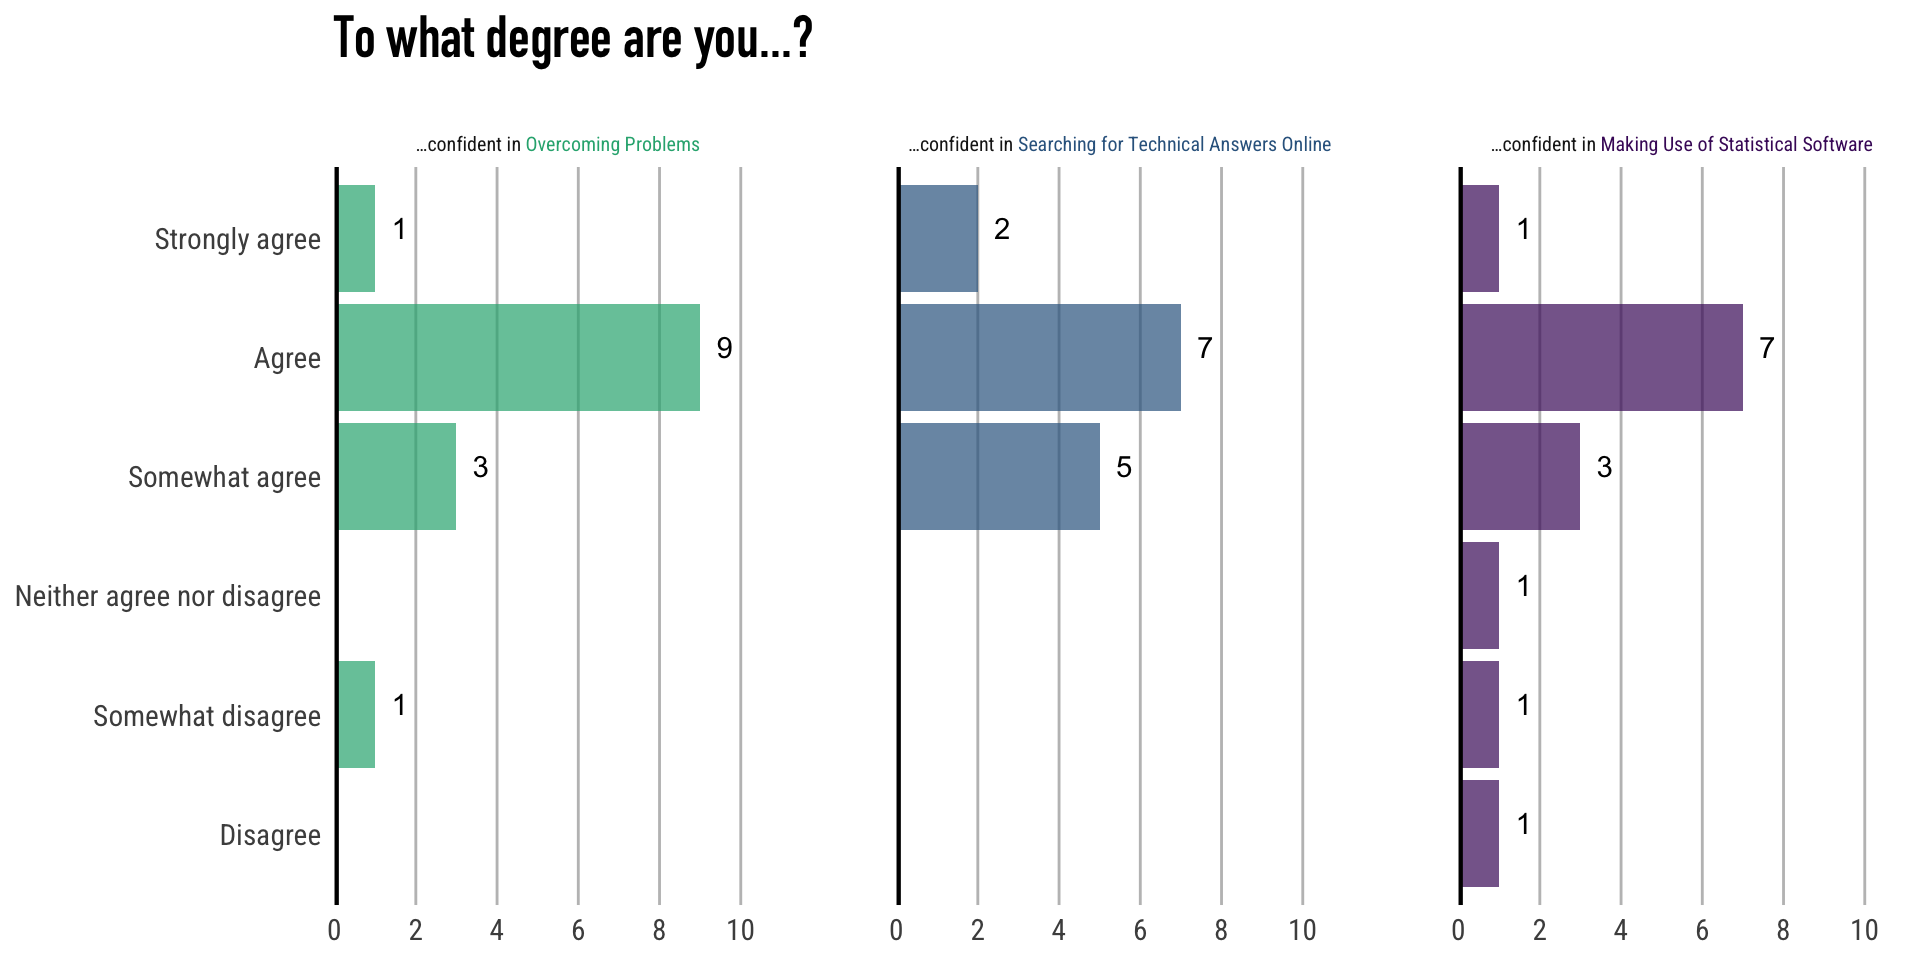 To what degree are you...?
...confident in Overcoming Problems
...confident in Searching for Technical Answers Online
...confident in Making Use of Statistical Software
Strongly agree 1 2 1
Agree 9 7 7
Somewhat agree 3 5 3
Neither agree nor disagree 1
Somewhat disagree 1 1
Disagree 1
0 2 4 6 8 10 0 2 4 6 8 10 0 2 4 6 8 10